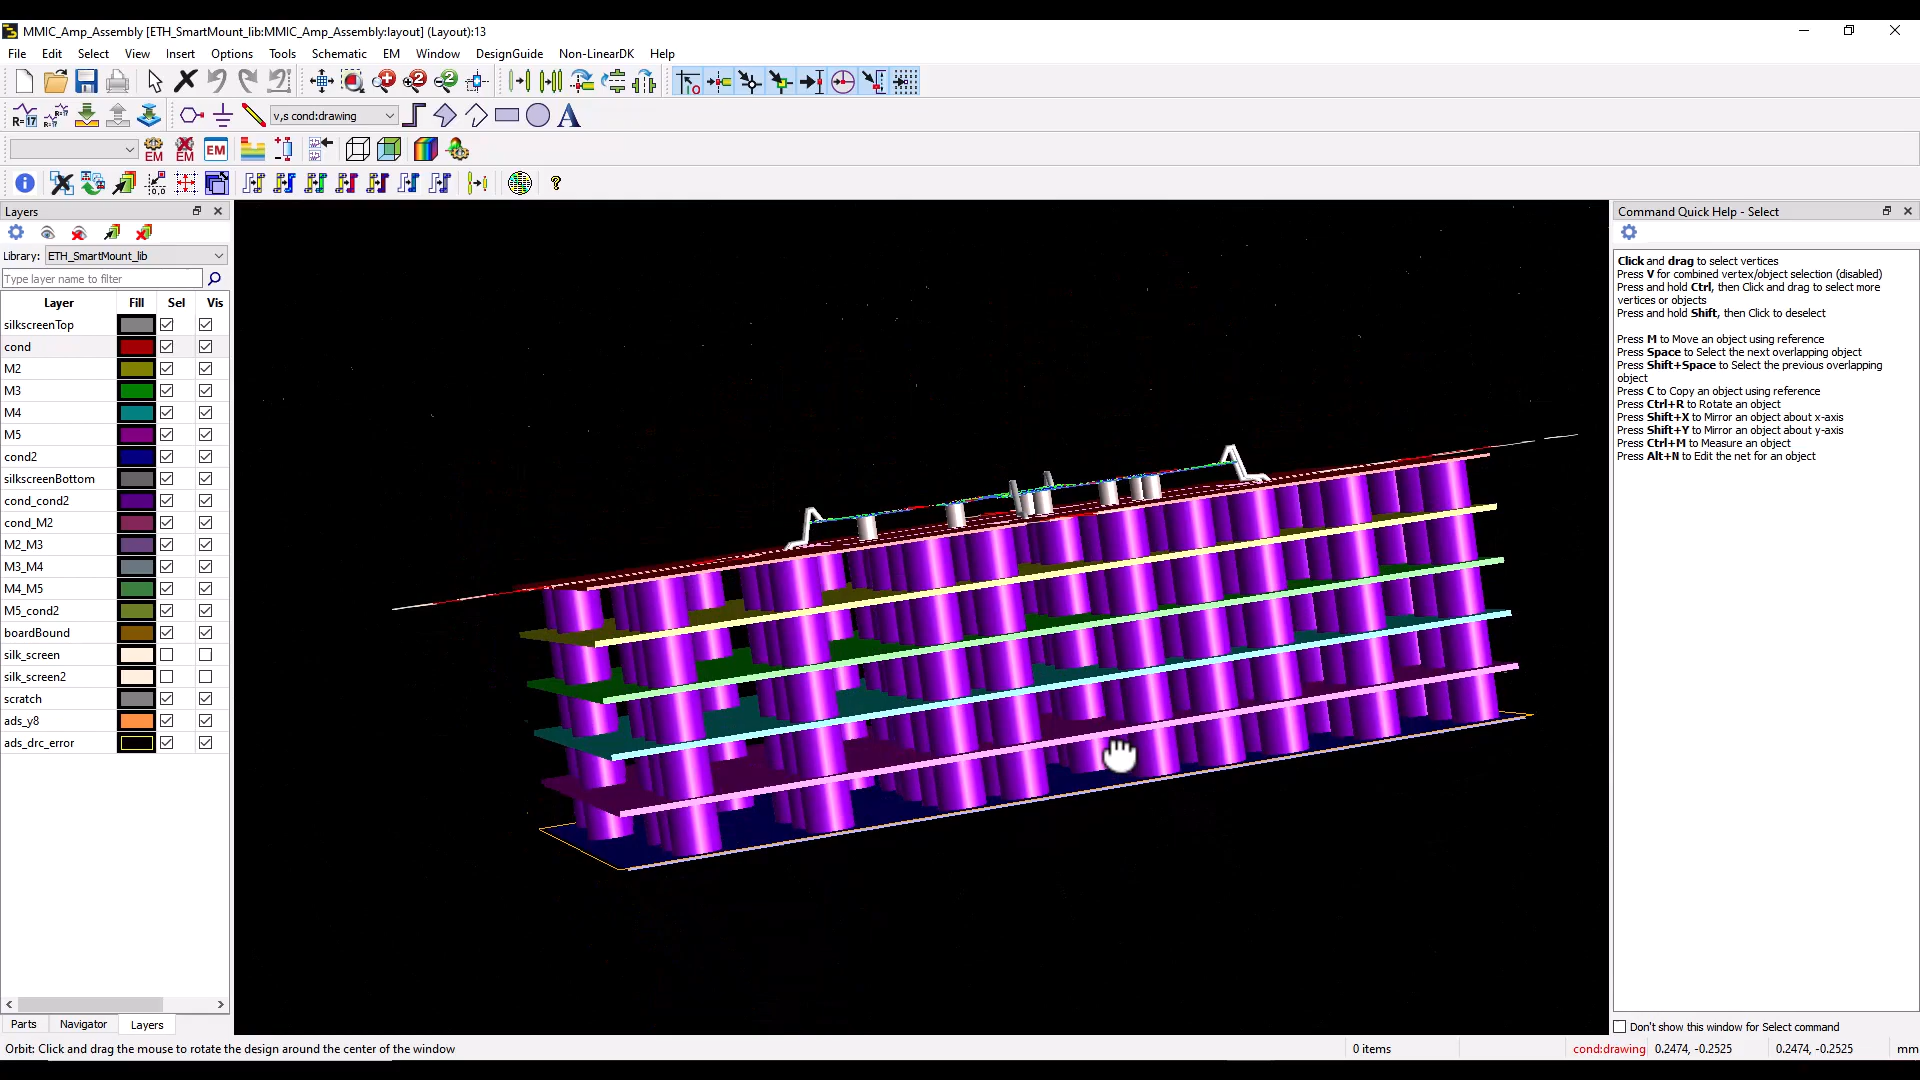 MMIC_Amp_Assembly [ETH_SmartMount_lib:MMIC_Amp_Assembly:layout] (Layout):13
File Edit Select View Insert Options Tools Schematic EM Window DesignGuide Non-LinearDK Help
v,s cond:drawing
EM EM EM
Layers
Library: ETH_SmartMount_lib
Type layer name to filter
Layer Fill Sel Vis
silkscreenTop
cond
M2
M3
M4
M5
cond2
silkscreenBottom
cond_cond2
cond_M2
M2_M3
M3_M4
M4_M5
M5_cond2
boardBound
silk_screen
silk_screen2
scratch
ads_y8
ads_drc_error
Parts Navigator Layers
Command Quick Help - Select
Click and drag to select vertices
Press V for combined vertex/object selection (disabled)
Press and hold Ctrl, then Click and drag to select more
vertices or objects
Press and hold Shift, then Click to deselect
Press M to Move an object using reference
Press Space to Select the next overlapping object
Press Shift+Space to Select the previous overlapping
object
Press C to Copy an object using reference
Press Ctrl+R to Rotate an object
Press Shift+X to Mirror an object about x-axis
Press Shift+Y to Mirror an object about y-axis
Press Ctrl+M to Measure an object
Press Alt+N to Edit the net for an object
Don't show this window for Select command
Orbit: Click and drag the mouse to rotate the design around the center of the window
0 items
cond:drawing 0.2474, -0.2525 0.2474, -0.2525 mm